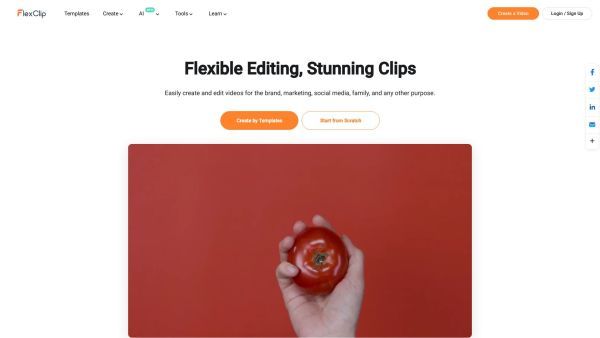 FlexClip
Templates
Create
AI
Tools
Learn
Create a Video
Login / Sign Up
Flexible Editing, Stunning Clips
Easily create and edit videos for the brand, marketing, social media, family, and any other purpose.
Create by Templates
Start from Scratch